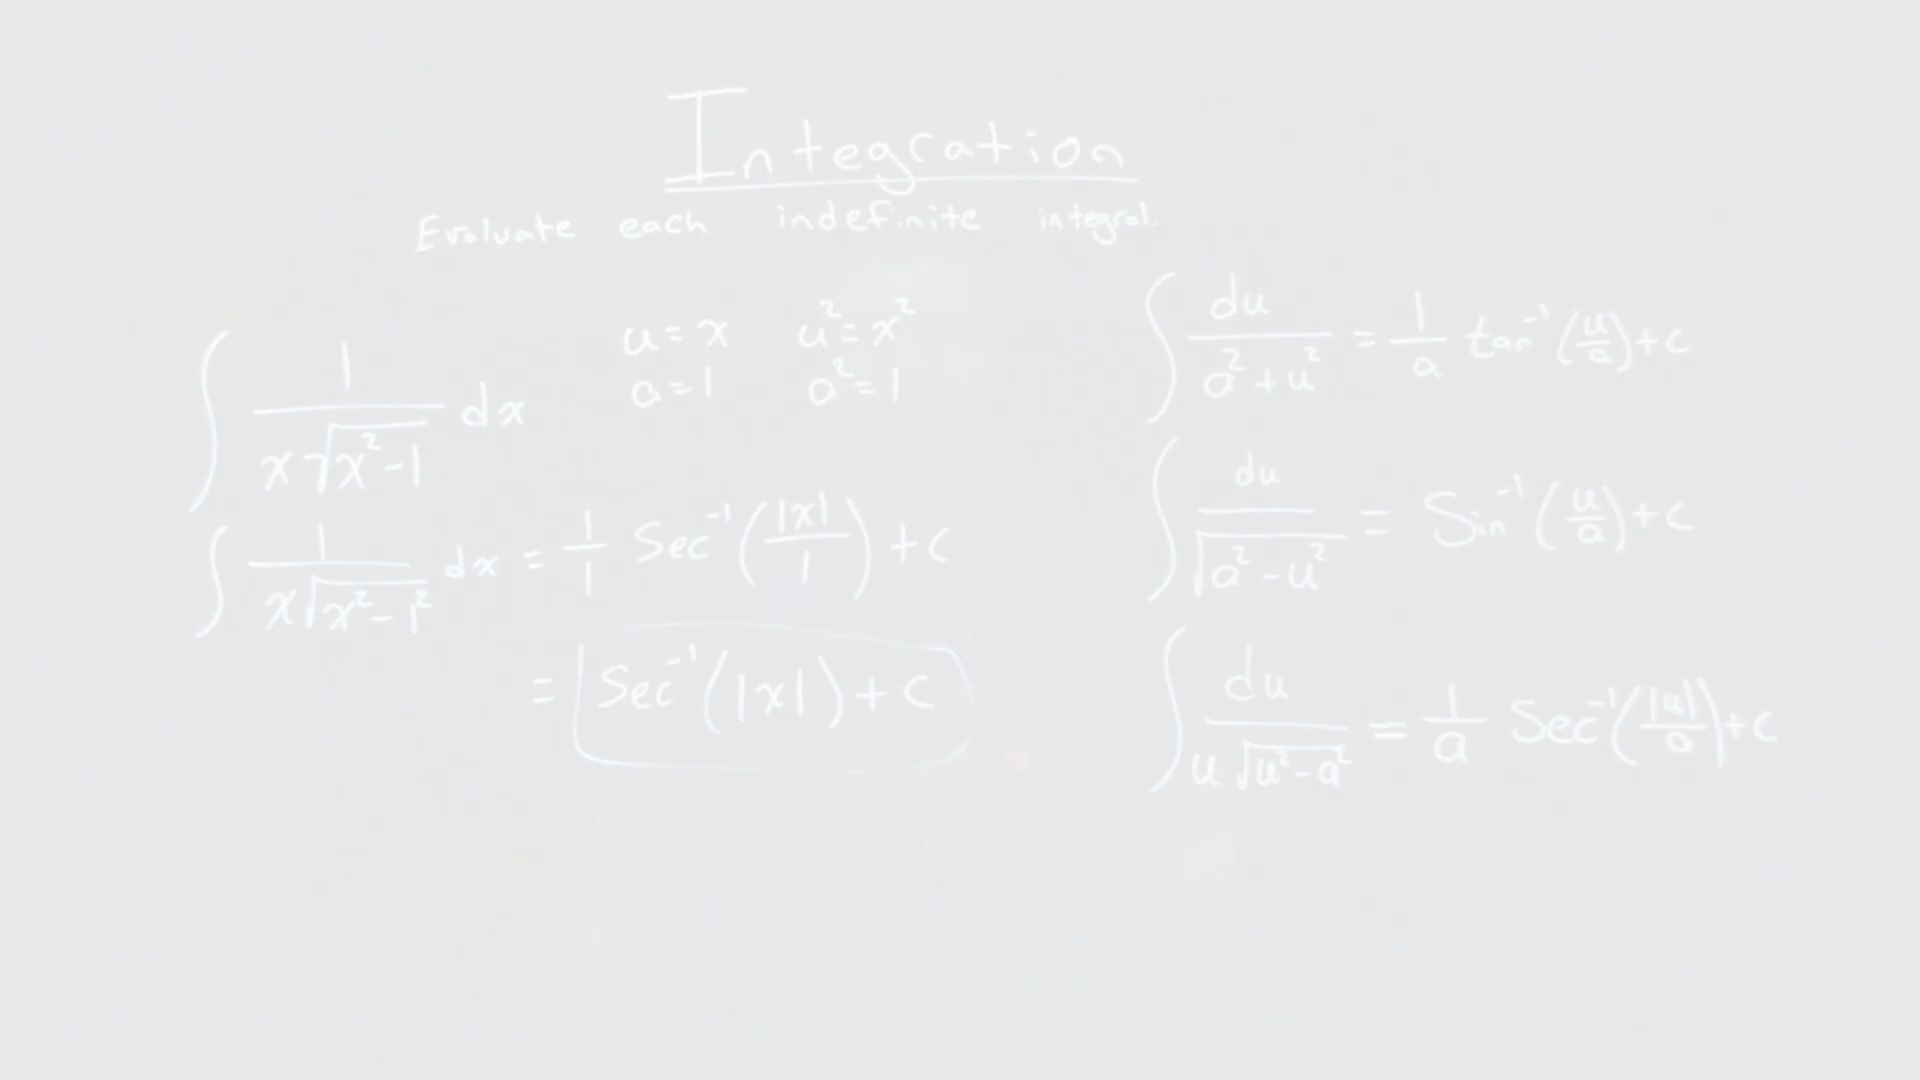 Integration
Evaluate each indefinite integral.
∫ 1/(x√(x²-1)) dx
u = x u² = x²
a = 1 a² = 1
∫ 1/(x√(x²-1²)) dx = 1/1 Sec⁻¹(|x|/1) + C
= Sec⁻¹(|x|) + C
∫ du/(a²+u²) = 1/a tan⁻¹(u/a) + C
∫ du/√(a²-u²) = Sin⁻¹(u/a) + C
∫ du/(u√(u²-a²)) = 1/a Sec⁻¹(|u|/a) + C